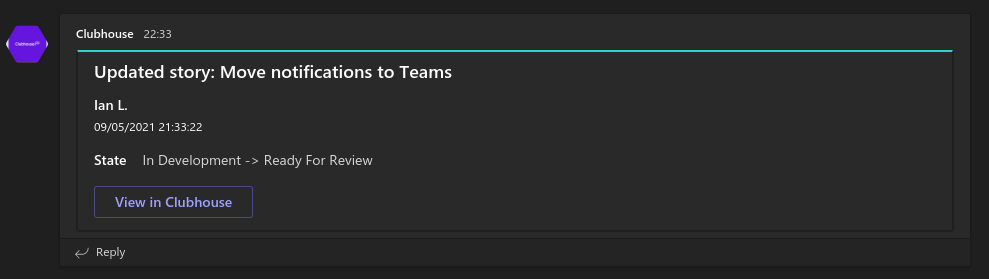 Clubhouse 22:33
Updated story: Move notifications to Teams
Ian L.
09/05/2021 21:33:22
State In Development -> Ready For Review
View in Clubhouse
Reply
Clubhouse